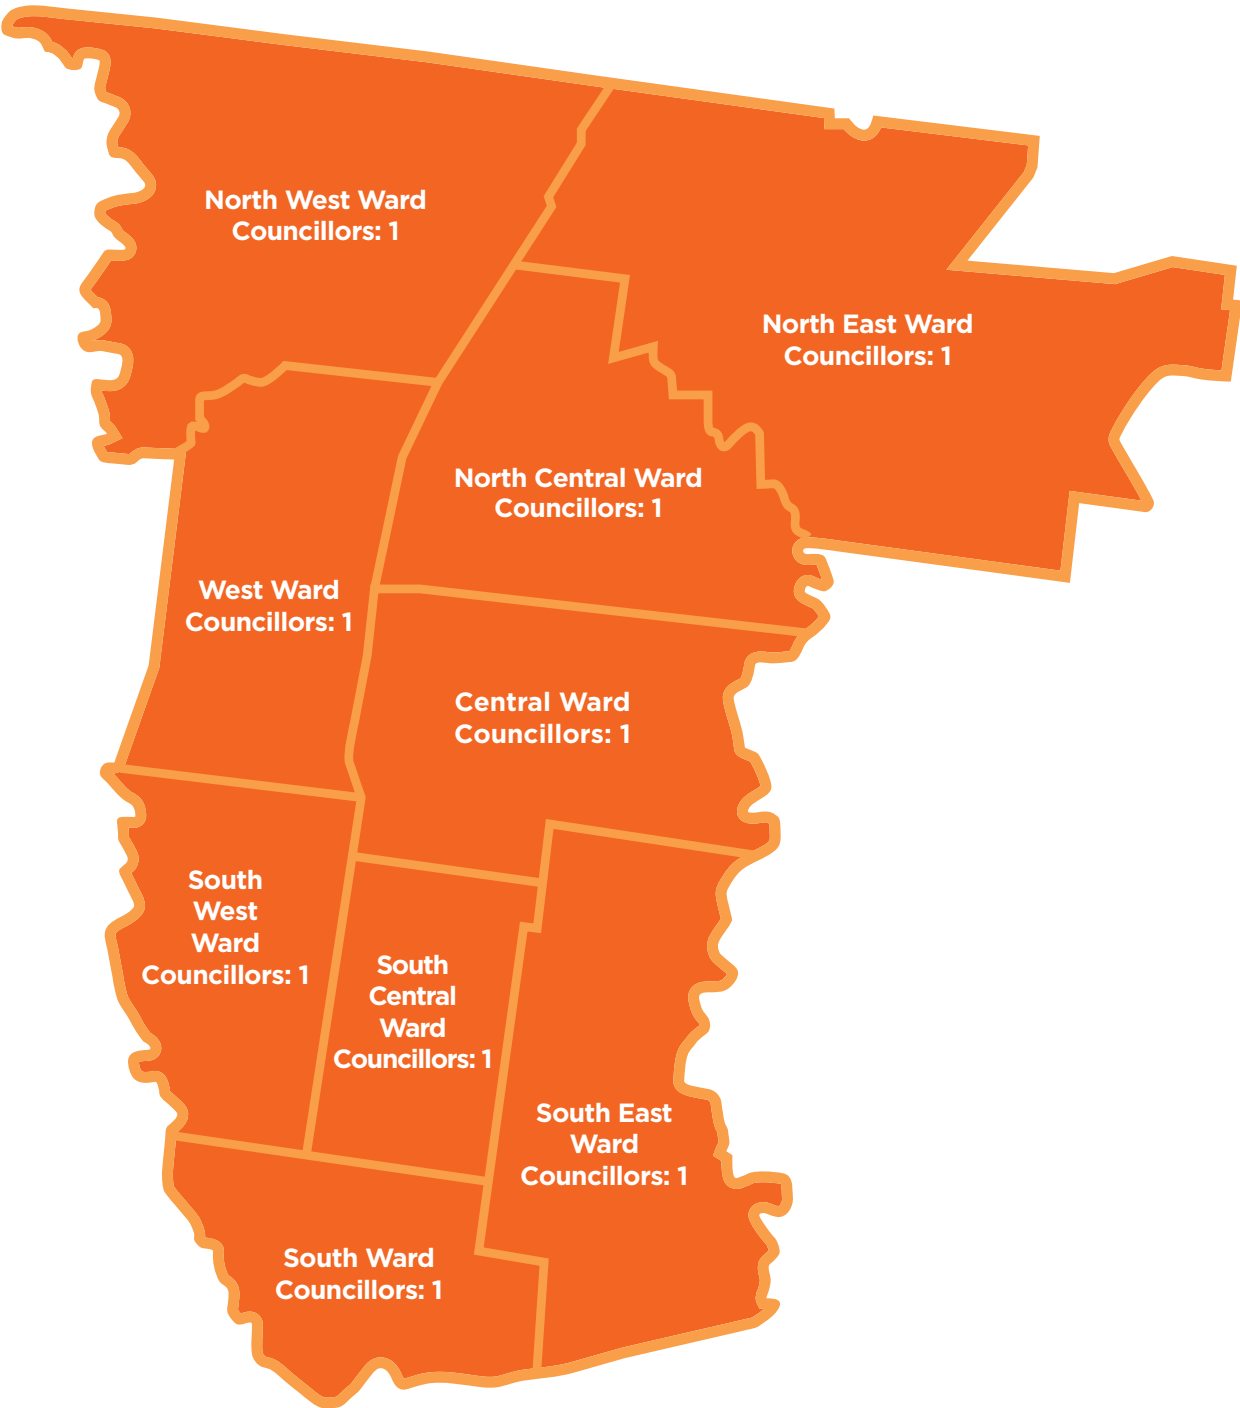 North West Ward
Councillors: 1
North East Ward
Councillors: 1
North Central Ward
Councillors: 1
West Ward
Councillors: 1
Central Ward
Councillors: 1
South
West
Ward
Councillors: 1
South
Central
Ward
Councillors: 1
South East
Ward
Councillors: 1
South Ward
Councillors: 1